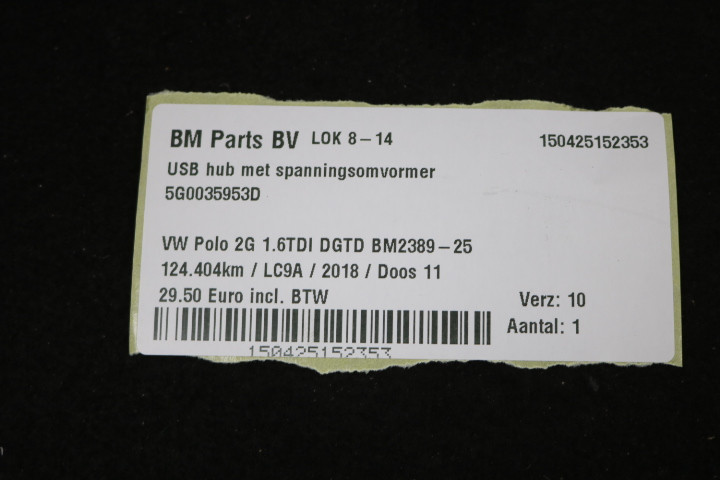 BM Parts BV LOK 8-14 150425152353
USB hub met spanningsomvormer
5G0035953D
VW Polo 2G 1.6TDI DGTD BM2389-25
124.404km / LC9A / 2018 / Doos 11
29.50 Euro incl. BTW Verz: 10
Aantal: 1
150425152353